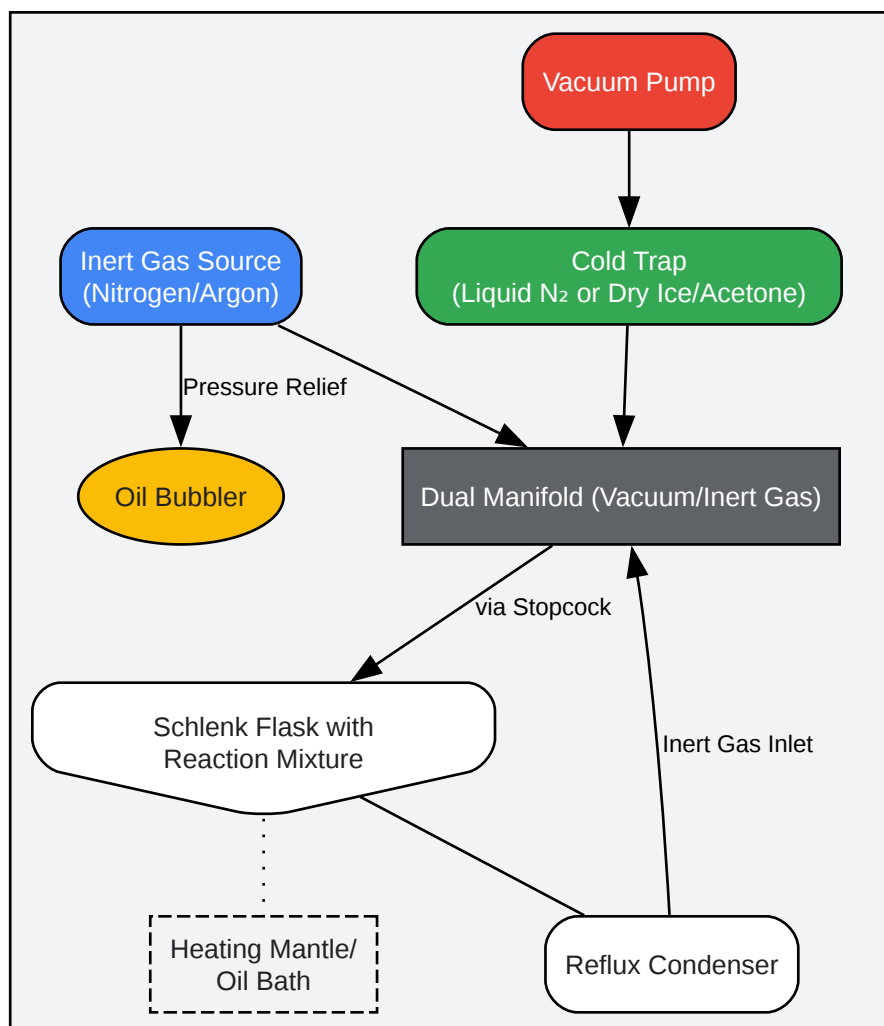 Vacuum Pump
Inert Gas Source
(Nitrogen/Argon)
Cold Trap
(Liquid N₂ or Dry Ice/Acetone)
Pressure Relief
Oil Bubbler
Dual Manifold (Vacuum/Inert Gas)
via Stopcock
Schlenk Flask with
Reaction Mixture
Inert Gas Inlet
Heating Mantle/
Oil Bath
Reflux Condenser